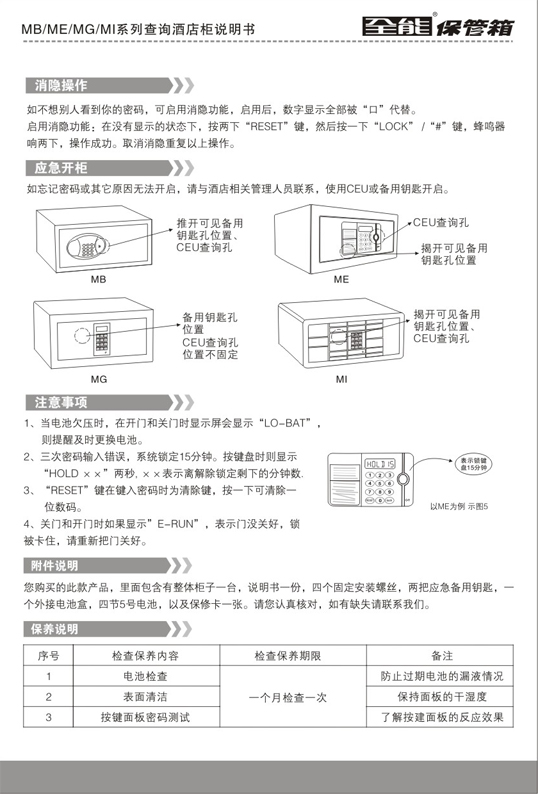 MB/ME/MG/MI系列查询酒店柜说明书
全能®保管箱
消隐操作
如不想别人看到你的密码，可启用消隐功能，启用后，数字显示全部被“口”代替。
启用消隐功能：在没有显示的状态下，按两下“RESET”键，然后按一下“LOCK” /“#”键，蜂鸣器
响两下，操作成功。取消消隐重复以上操作。
应急开柜
如忘记密码或其它原因无法开启，请与酒店相关管理人员联系，使用CEU或备用钥匙开启。
推开可见备用
钥匙孔位置、
CEU查询孔
MB
CEU查询孔
揭开可见备用
钥匙孔位置
ME
备用钥匙孔
位置
CEU查询孔
位置不固定
MG
揭开可见备用
钥匙孔位置、
CEU查询孔
MI
注意事项
1、当电池欠压时，在开门和关门时显示屏会显示“LO-BAT”，
则提醒及时更换电池。
2、三次密码输入错误，系统锁定15分钟。按键盘时则显示
“HOLD ××”两秒, ××表示离解除锁定剩下的分钟数.
3、“RESET”键在键入密码时为清除键，按一下可清除一
位数码。
4、关门和开门时如果显示”E-RUN”，表示门没关好，锁
被卡住，请重新把门关好。
HOLD 15
1 2 3
4 5 6
7 8 9
0
表示锁键
盘15分钟
以ME为例 示图5
附件说明
您购买的此款产品，里面包含有整体柜子一台，说明书一份，四个固定安装螺丝，两把应急备用钥匙，一
个外接电池盒，四节5号电池，以及保修卡一张。请您认真核对，如有缺失请联系我们。
保养说明
序号 检查保养内容 检查保养期限 备注
1 电池检查 防止过期电池的漏液情况
2 表面清洁 一个月检查一次 保持面板的干湿度
3 按键面板密码测试 了解按建面板的反应效果